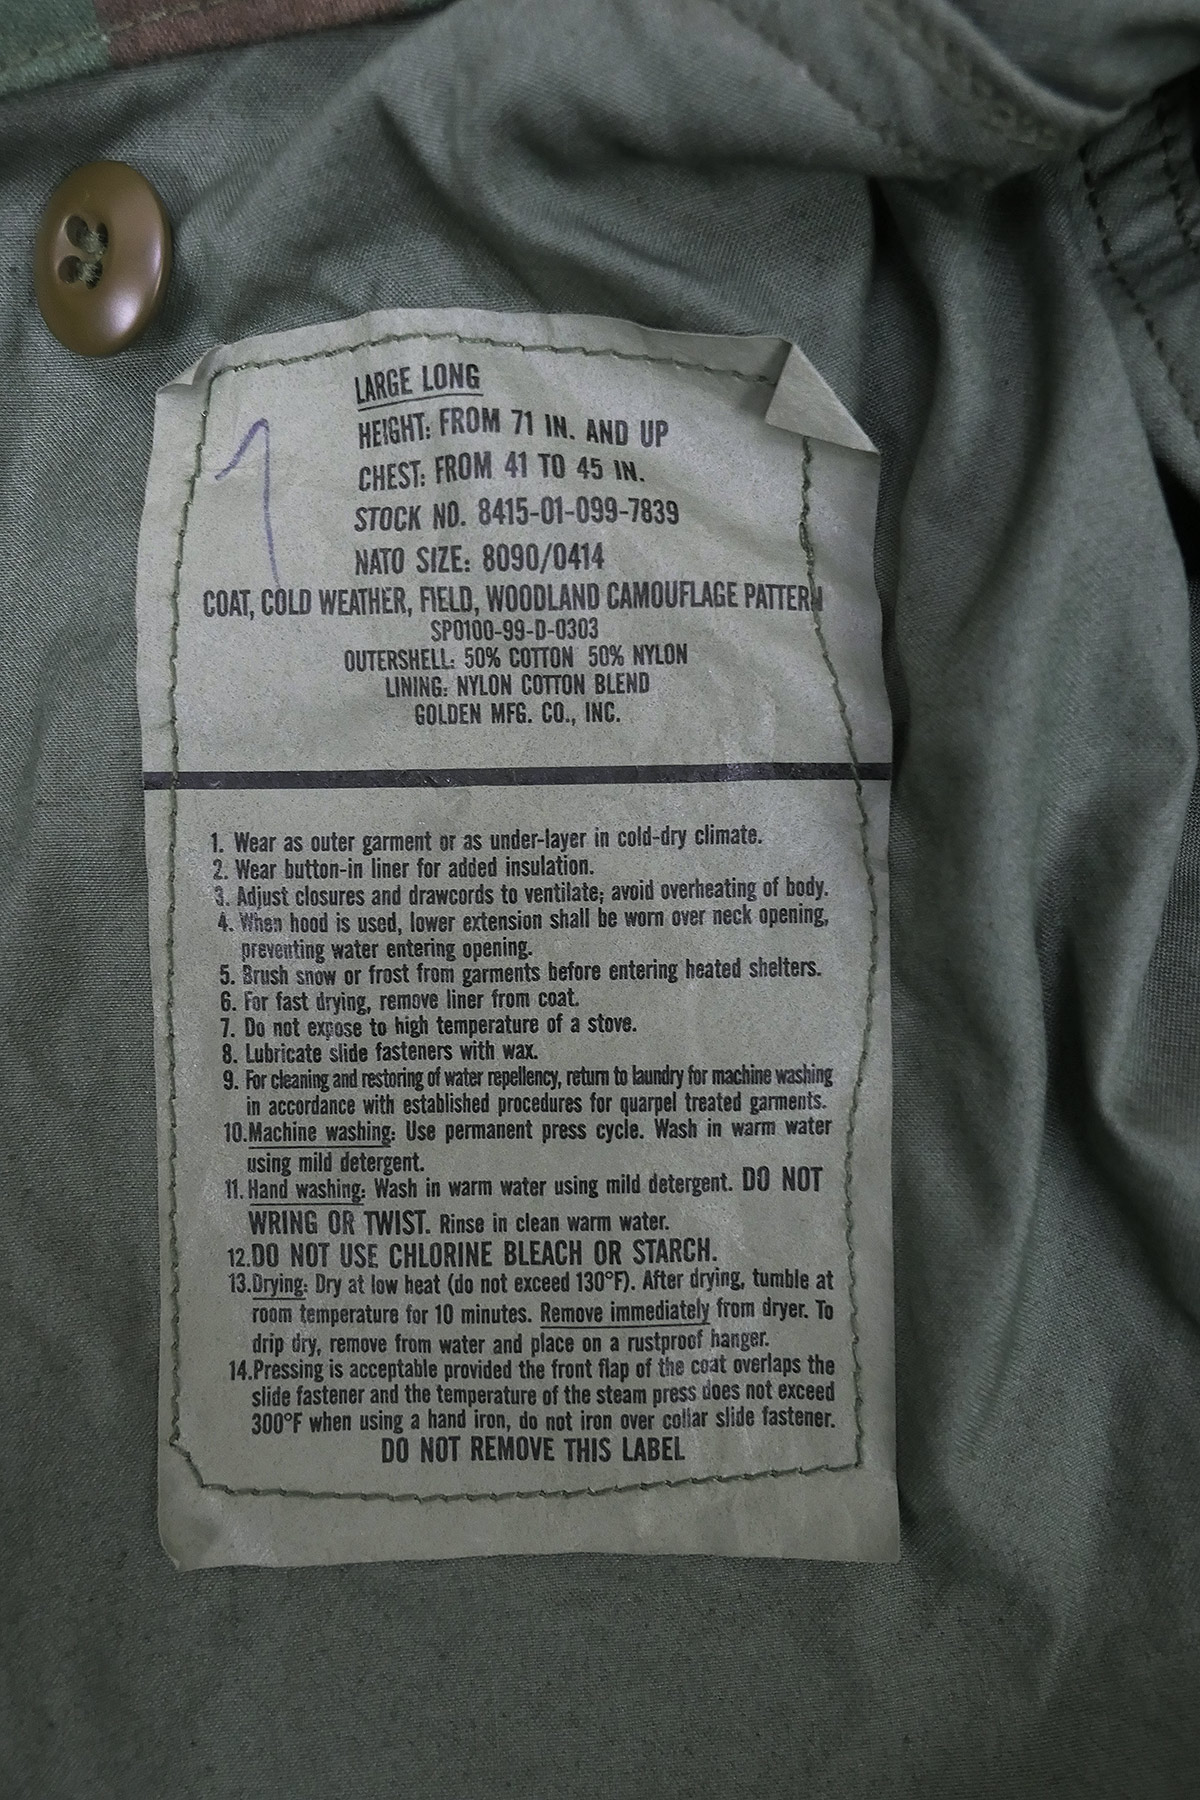 LARGE LONG
HEIGHT: FROM 71 IN. AND UP
CHEST: FROM 41 TO 45 IN.
STOCK NO. 8415-01-099-7839
NATO SIZE: 8090/0414
COAT, COLD WEATHER, FIELD, WOODLAND CAMOUFLAGE PATTERN
SPO100-99-D-0303
OUTERSHELL: 50% COTTON 50% NYLON
LINING: NYLON COTTON BLEND
GOLDEN MFG. CO., INC.
1
1. Wear as outer garment or as under-layer in cold-dry climate.
2. Wear button-in liner for added insulation.
3. Adjust closures and drawcords to ventilate; avoid overheating of body.
4. When hood is used, lower extension shall be worn over neck opening,
preventing water entering opening.
5. Brush snow or frost from garments before entering heated shelters.
6. For fast drying, remove liner from coat.
7. Do not expose to high temperature of a stove.
8. Lubricate slide fasteners with wax.
9. For cleaning and restoring of water repellency, return to laundry for machine washing
in accordance with established procedures for quarpel treated garments.
10. Machine washing: Use permanent press cycle. Wash in warm water
using mild detergent.
11. Hand washing: Wash in warm water using mild detergent. DO NOT
WRING OR TWIST. Rinse in clean warm water.
12. DO NOT USE CHLORINE BLEACH OR STARCH.
13. Drying: Dry at low heat (do not exceed 130°F). After drying, tumble at
room temperature for 10 minutes. Remove immediately from dryer. To
drip dry, remove from water and place on a rustproof hanger.
14. Pressing is acceptable provided the front flap of the coat overlaps the
slide fastener and the temperature of the steam press does not exceed
300°F when using a hand iron, do not iron over collar slide fastener.
DO NOT REMOVE THIS LABEL